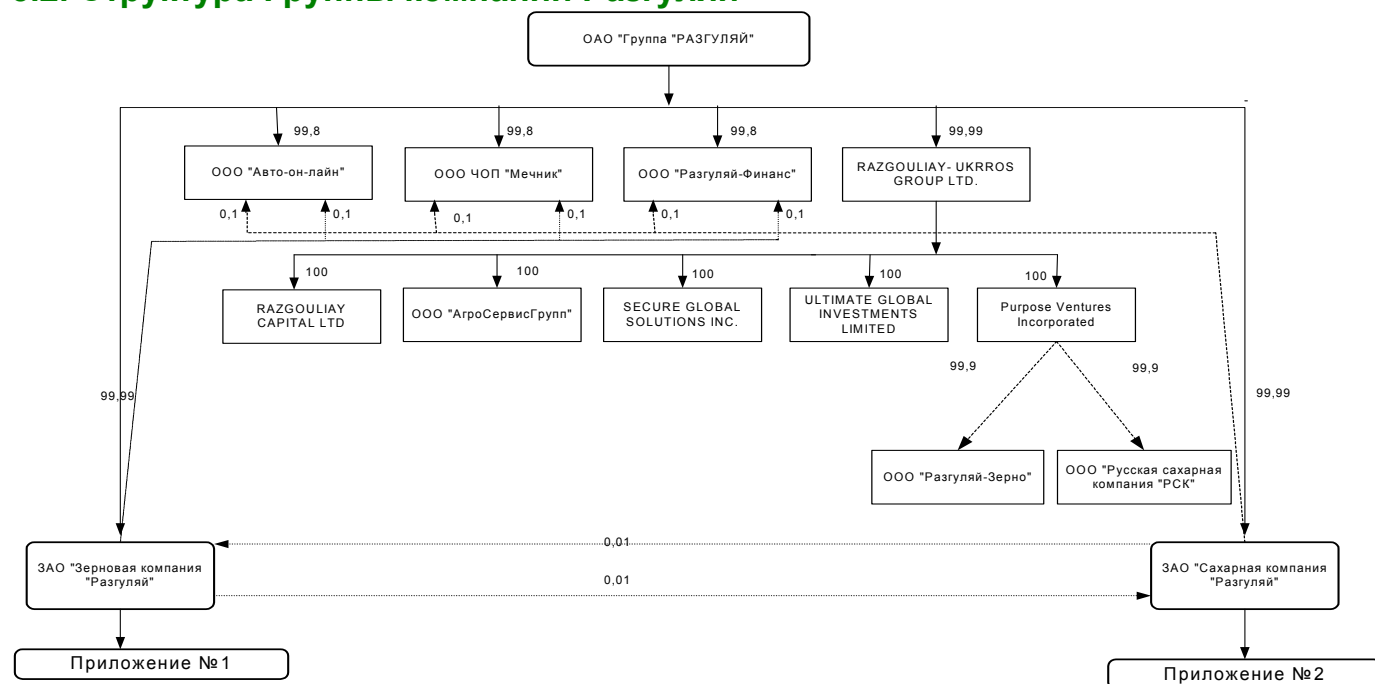 ОАО "Группа "РАЗГУЛЯЙ"
99,8
99,8
99,8
99,99
ООО "Авто-он-лайн"
ООО ЧОП "Мечник"
ООО "Разгуляй-Финанс"
RAZGOULIAY- UKRROS
GROUP LTD.
0,1
0,1
0,1
0,1
0,1
0,1
100
100
100
100
100
RAZGOULIAY
CAPITAL LTD
ООО "АгроСервисГрупп"
SECURE GLOBAL
SOLUTIONS INC.
ULTIMATE GLOBAL
INVESTMENTS
LIMITED
Purpose Ventures
Incorporated
99,9
99,9
99,99
99,99
ООО "Разгуляй-Зерно"
ООО "Русская сахарная
компания "РСК"
0,01
0,01
ЗАО "Зерновая компания
"Разгуляй"
ЗАО "Сахарная компания
"Разгуляй"
Приложение №1
Приложение №2